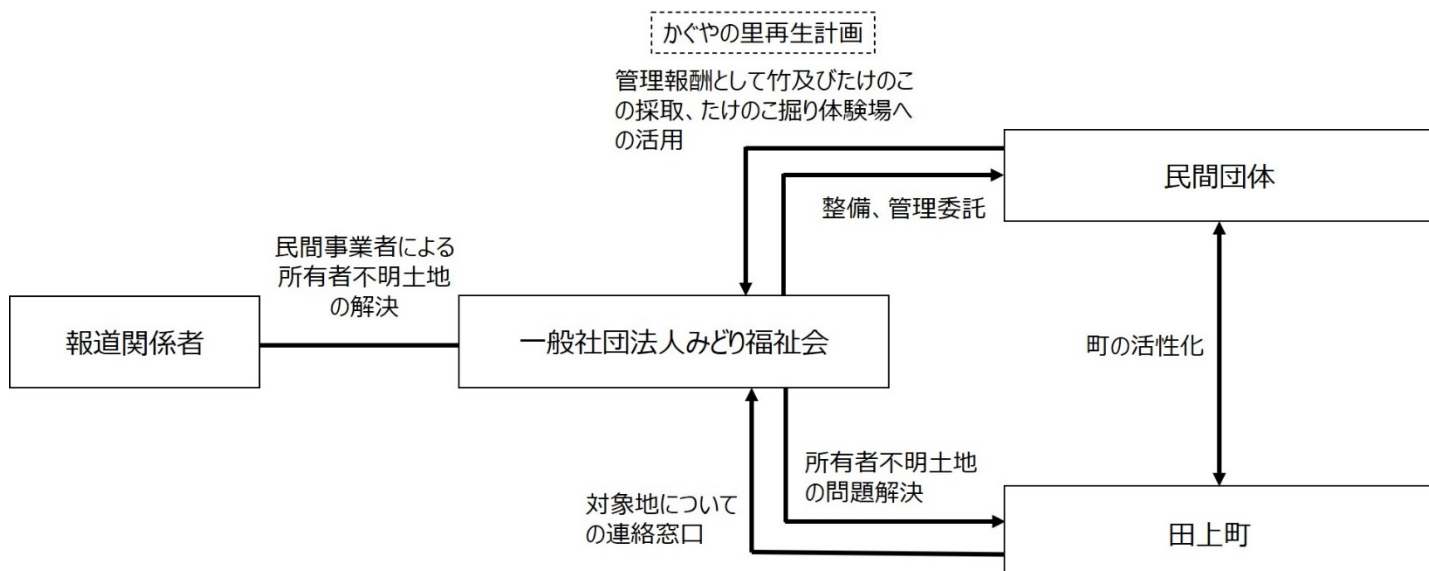 かぐやの里再生計画
管理報酬として竹及びたけのこ
の採取、たけのこ掘り体験場へ
の活用
民間団体
整備、管理委託
民間事業者による
所有者不明土地
の解決
報道関係者
一般社団法人みどり福祉会
町の活性化
所有者不明土地
の問題解決
対象地について
の連絡窓口
田上町